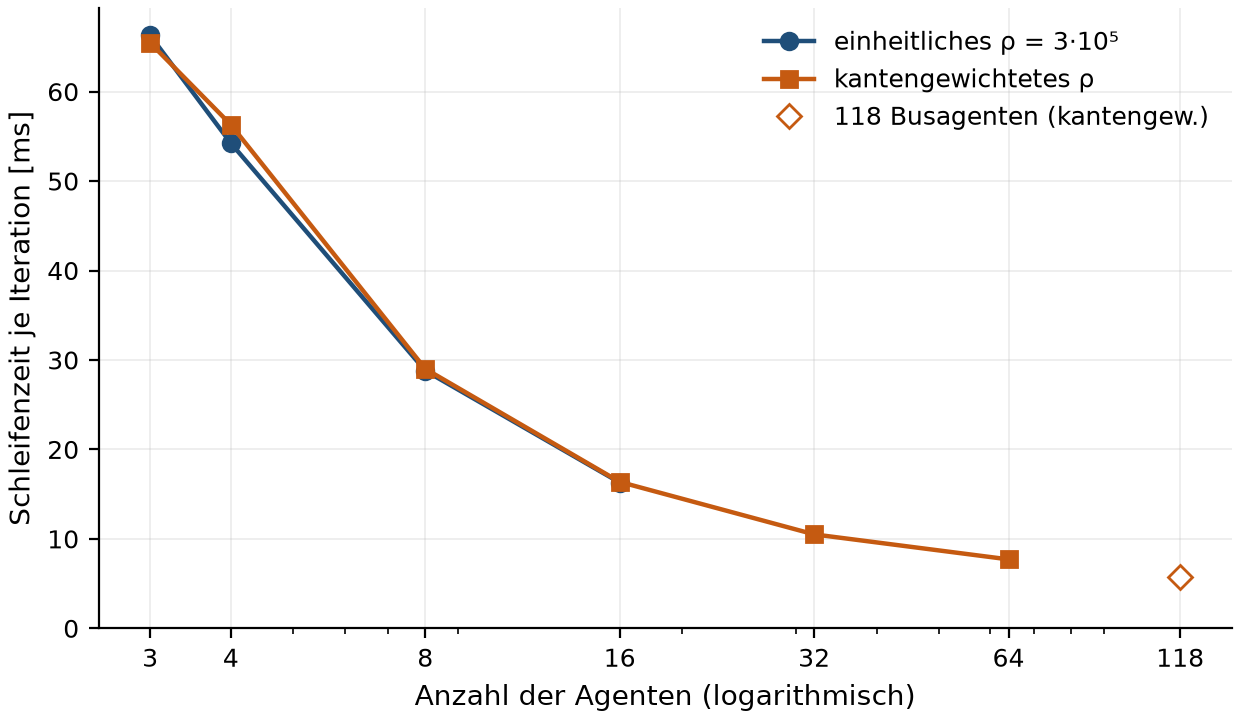 einheitliches ρ = 3·10⁵
kantengewichtetes ρ
118 Busagenten (kantengew.)
Schleifenzeit je Iteration [ms]
60
50
40
30
20
10
0
3 4 8 16 32 64 118
Anzahl der Agenten (logarithmisch)